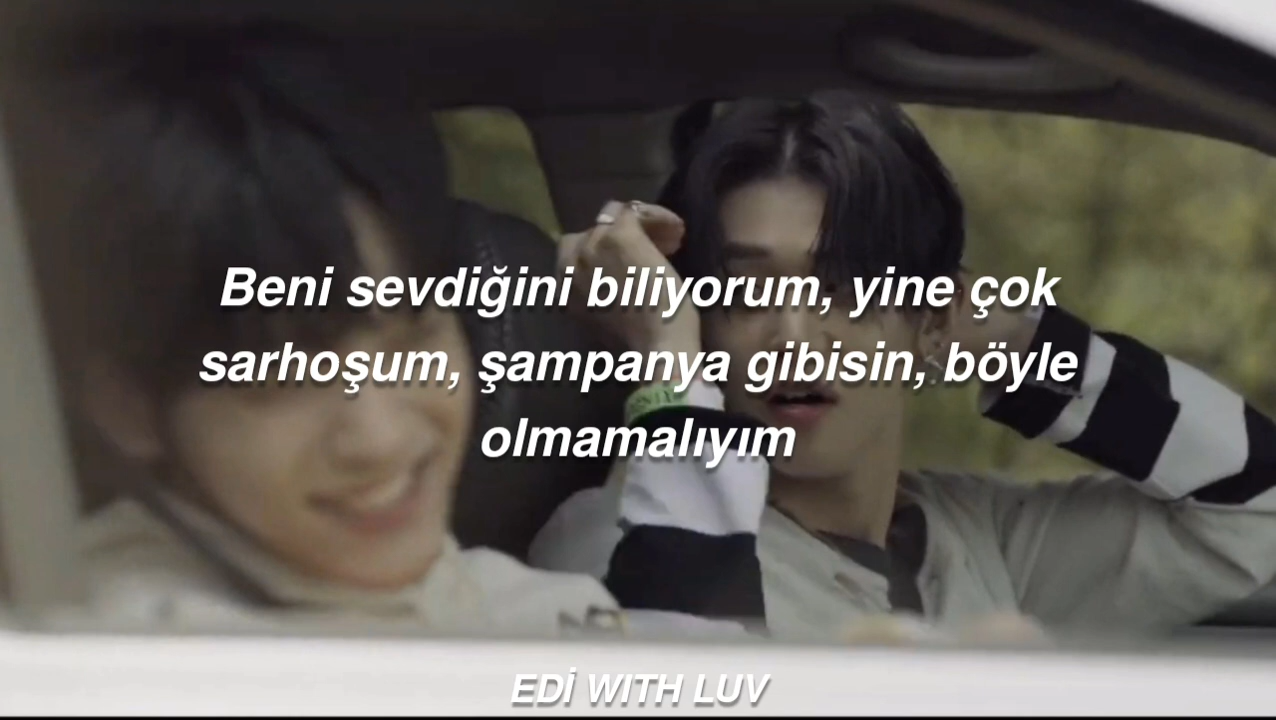 Beni sevdiğini biliyorum, yine çok
sarhoşum, şampanya gibisin, böyle
olmamalıyım
EDİ WITH LUV